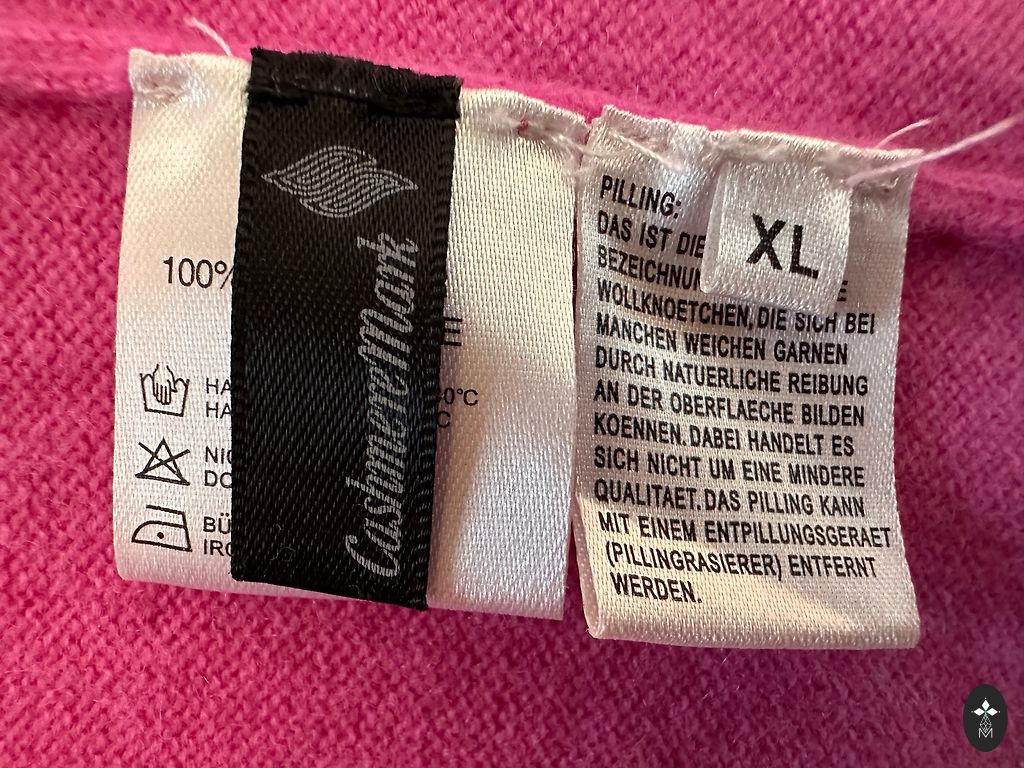 100%
HA
HA
0°C
C
NIC
DO
BÜ
IRO
Cashmeremark
XL
PILLING:
DAS IST DIE
BEZEICHNUN
E
WOLLKNOETCHEN, DIE SICH BEI
MANCHEN WEICHEN GARNEN
DURCH NATUERLICHE REIBUNG
AN DER OBERFLAECHE BILDEN
KOENNEN. DABEI HANDELT ES
SICH NICHT UM EINE MINDERE
QUALITAET. DAS PILLING KANN
MIT EINEM ENTPILLUNGSGERAET
(PILLINGRASIERER) ENTFERNT
WERDEN.
M